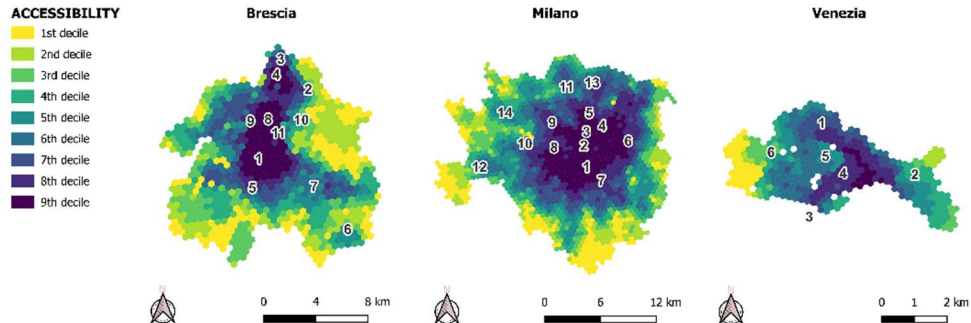 ACCESSIBILITY
1st decile
2nd decile
3rd decile
4th decile
5th decile
6th decile
7th decile
8th decile
9th decile
Brescia
3
4
2
9 8 10
11
1
5 7
6
0 4 8 km
Milano
11 13
14 5
9 4
3
10 8 2 6
12 1
7
0 6 12 km
Venezia
1
6 5
4 2
3
0 1 2 km